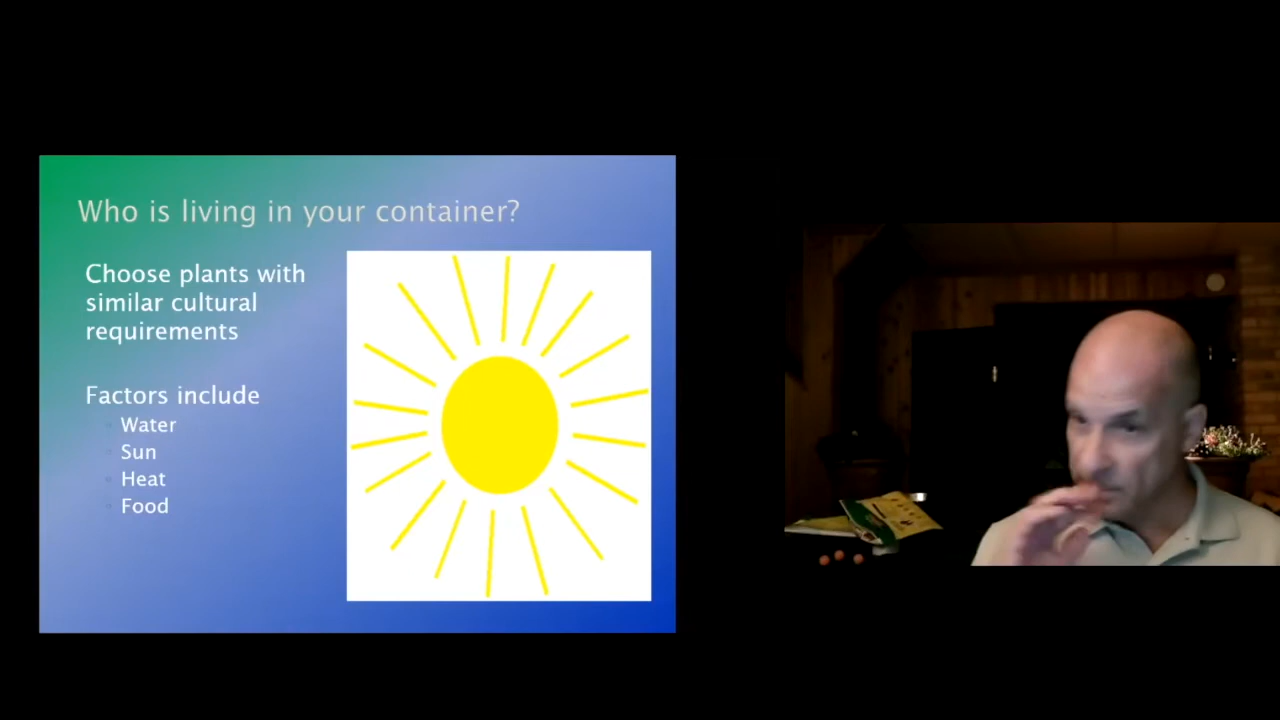 Who is living in your container?
Choose plants with
similar cultural
requirements
Factors include
Water
Sun
Heat
Food